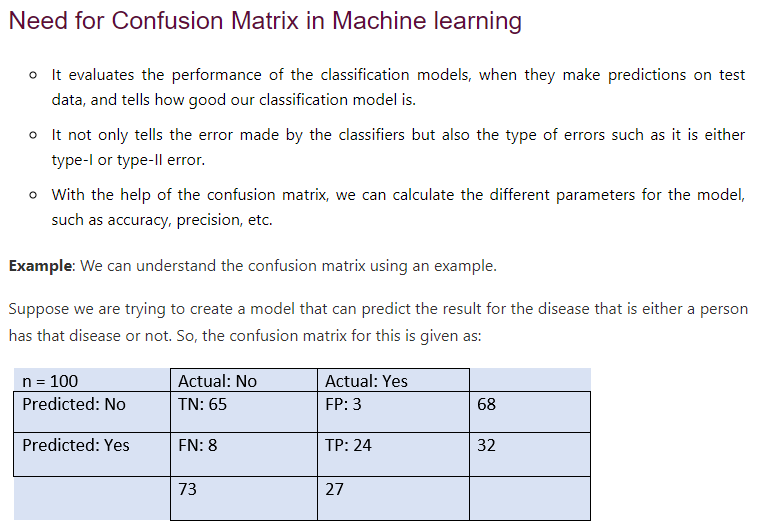 Need for Confusion Matrix in Machine learning
It evaluates the performance of the classification models, when they make predictions on test
data, and tells how good our classification model is.
It not only tells the error made by the classifiers but also the type of errors such as it is either
type-I or type-II error.
With the help of the confusion matrix, we can calculate the different parameters for the model,
such as accuracy, precision, etc.
Example: We can understand the confusion matrix using an example.
Suppose we are trying to create a model that can predict the result for the disease that is either a person
has that disease or not. So, the confusion matrix for this is given as:
n = 100 Actual: No Actual: Yes
Predicted: No TN: 65 FP: 3 68
Predicted: Yes FN: 8 TP: 24 32
73 27